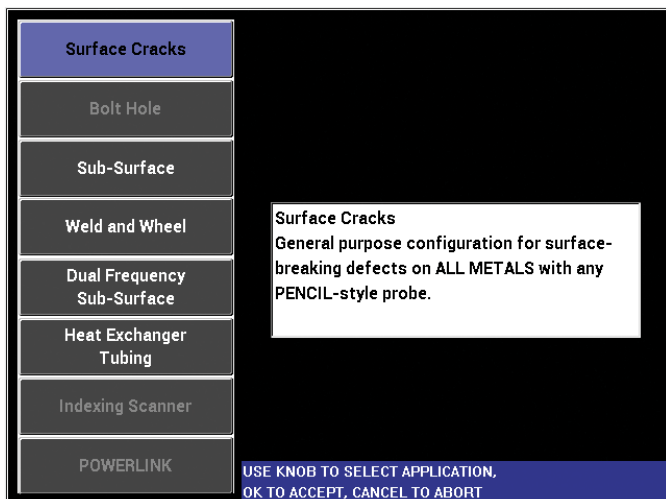 Surface Cracks
Bolt Hole
Sub-Surface
Weld and Wheel
Dual Frequency
Sub-Surface
Heat Exchanger
Tubing
Indexing Scanner
POWERLINK
Surface Cracks
General purpose configuration for surface-
breaking defects on ALL METALS with any
PENCIL-style probe.
USE KNOB TO SELECT APPLICATION,
OK TO ACCEPT, CANCEL TO ABORT